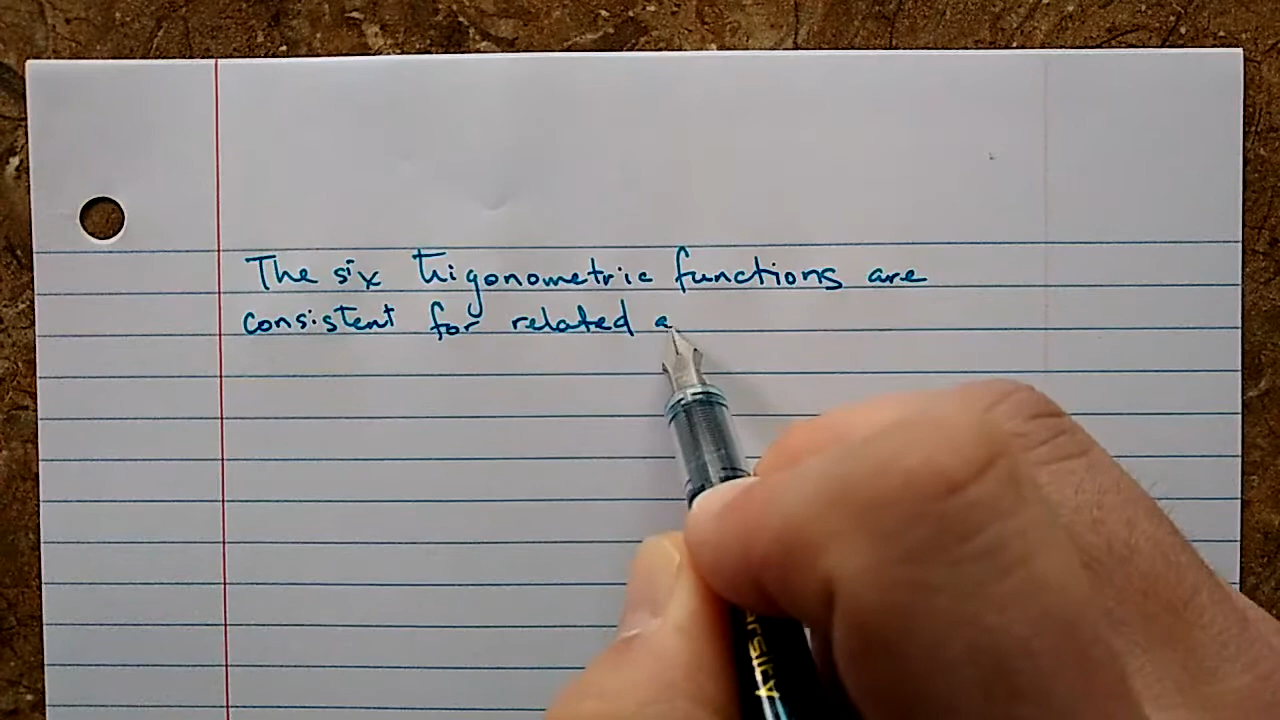 The six trigonometric functions are
consistent for related a